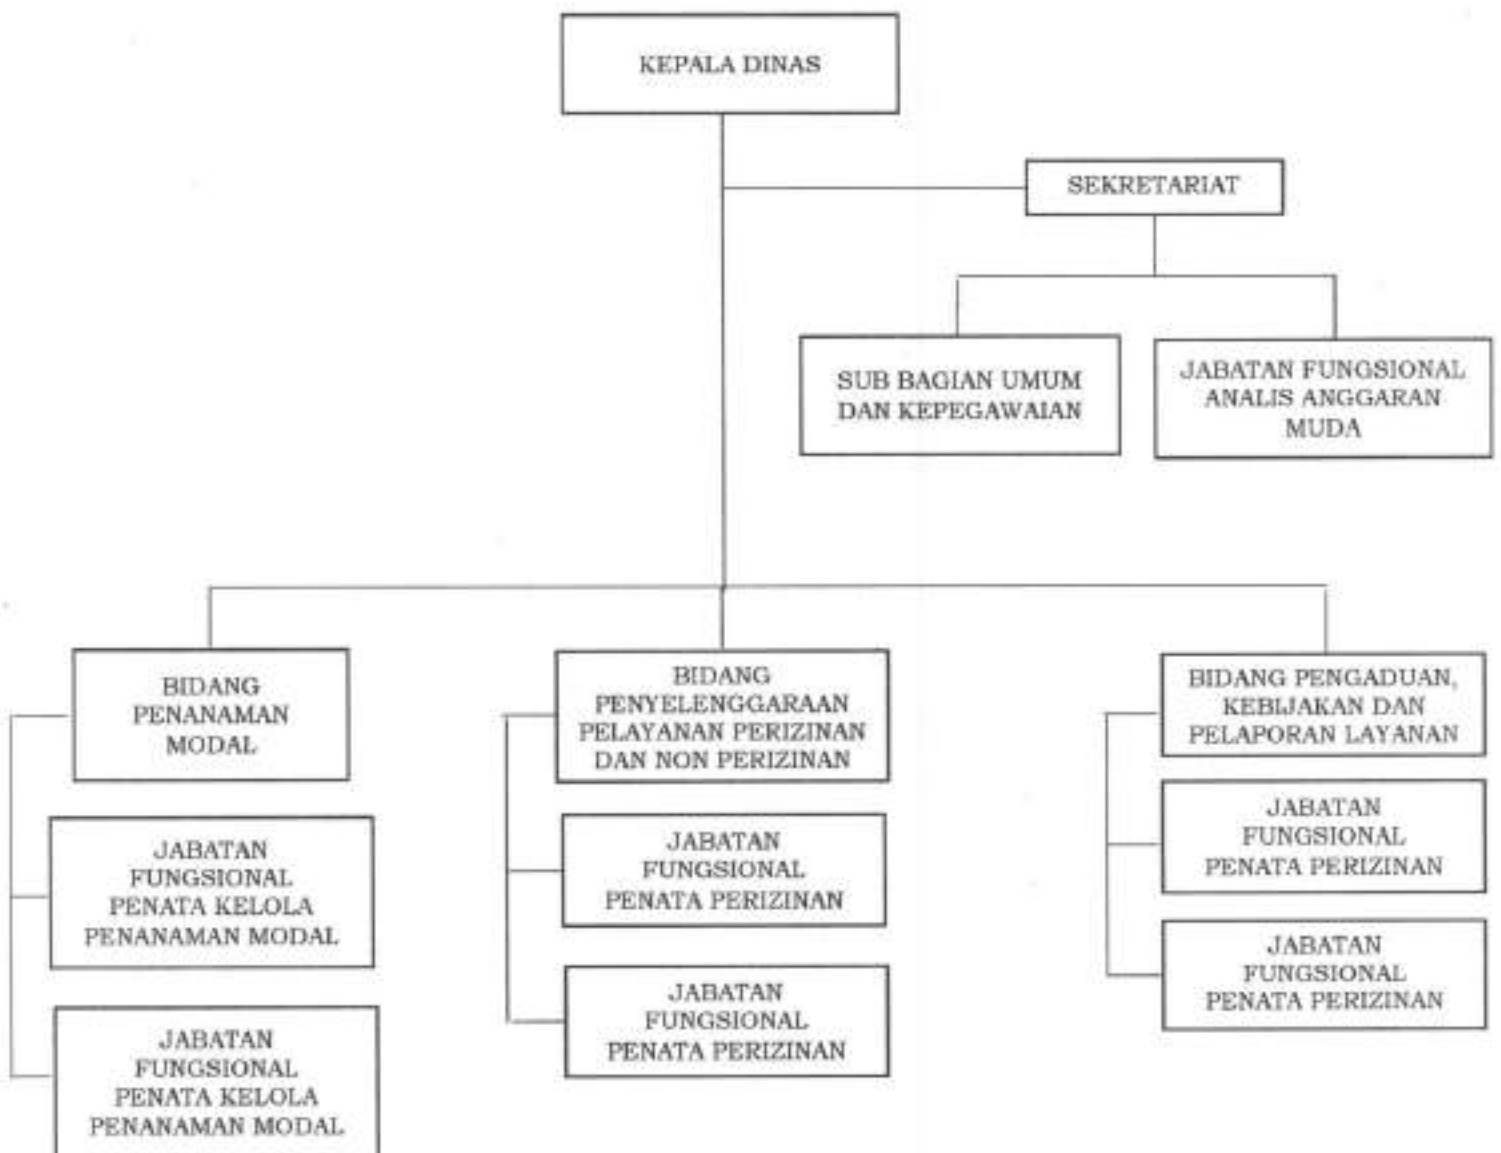 KEPALA DINAS
SEKRETARIAT
SUB BAGIAN UMUM
DAN KEPEGAWAIAN
JABATAN FUNGSIONAL
ANALIS ANGGARAN
MUDA
BIDANG
PENANAMAN
MODAL
JABATAN
FUNGSIONAL
PENATA KELOLA
PENANAMAN MODAL
JABATAN
FUNGSIONAL
PENATA KELOLA
PENANAMAN MODAL
BIDANG
PENYELENGGARAAN
PELAYANAN PERIZINAN
DAN NON PERIZINAN
JABATAN
FUNGSIONAL
PENATA PERIZINAN
JABATAN
FUNGSIONAL
PENATA PERIZINAN
BIDANG PENGADUAN,
KEBIJAKAN DAN
PELAPORAN LAYANAN
JABATAN
FUNGSIONAL
PENATA PERIZINAN
JABATAN
FUNGSIONAL
PENATA PERIZINAN